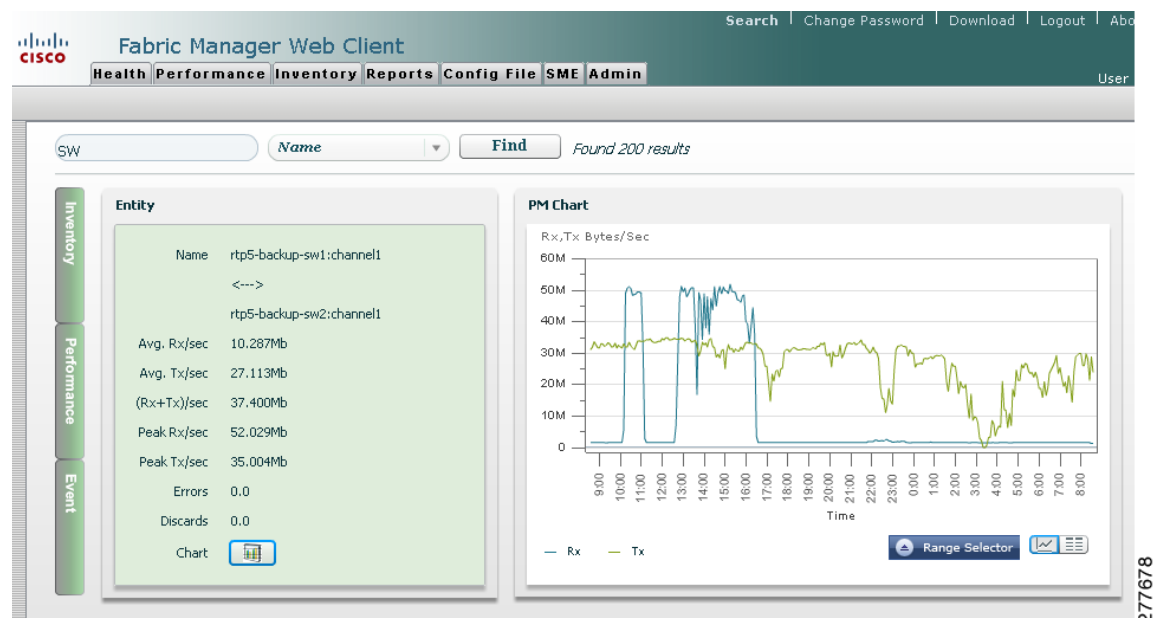 Search | Change Password | Download | Logout | Abo
cisco
Fabric Manager Web Client
Health Performance Inventory Reports Config File SME Admin
User
SW
Name
Find
Found 200 results
Inventory
Performance
Event
Entity
Name rtp5-backup-sw1:channel1
<--->
rtp5-backup-sw2:channel1
Avg. Rx/sec 10.287Mb
Avg. Tx/sec 27.113Mb
(Rx+Tx)/sec 37.400Mb
Peak Rx/sec 52.029Mb
Peak Tx/sec 35.004Mb
Errors 0.0
Discards 0.0
Chart
PM Chart
Rx,Tx Bytes/Sec
60M
50M
40M
30M
20M
10M
0
9:00 10:00 11:00 12:00 13:00 14:00 15:00 16:00 17:00 18:00 19:00 20:00 21:00 22:00 23:00 0:00 1:00 2:00 3:00 4:00 5:00 6:00 7:00 8:00
Time
Rx Tx
Range Selector
277678